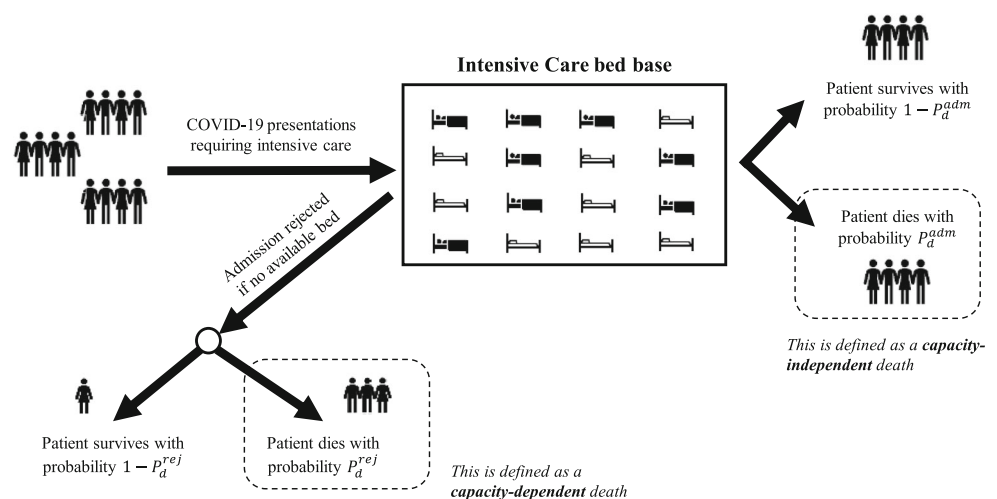 Intensive Care bed base
COVID-19 presentations
requiring intensive care
Patient survives with
probability 1 − P_d^{adm}
Patient dies with
probability P_d^{adm}
This is defined as a capacity-
independent death
Admission rejected
if no available bed
Patient survives with
probability 1 − P_d^{rej}
Patient dies with
probability P_d^{rej}
This is defined as a
capacity-dependent death